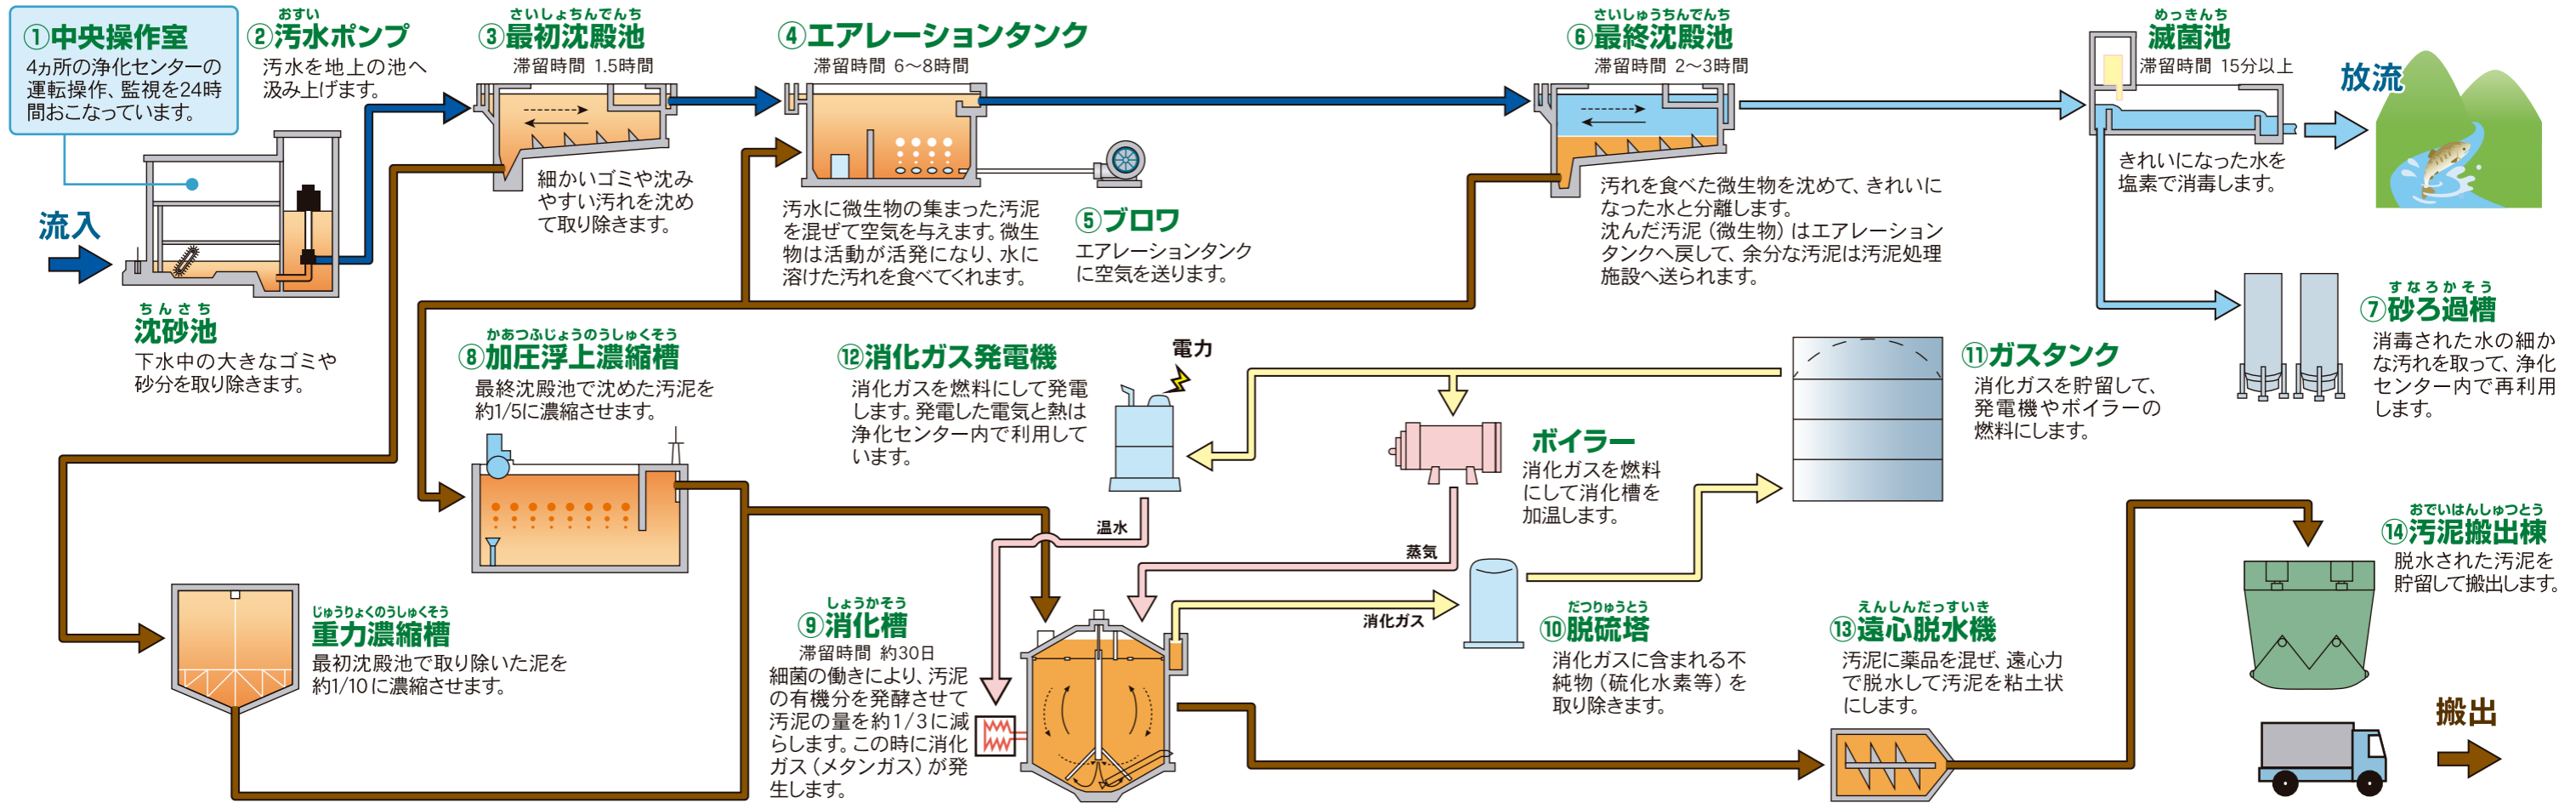 ①中央操作室
4ヵ所の浄化センターの
運転操作、監視を24時
間おこなっています。
おすい
②汚水ポンプ
汚水を地上の池へ
汲み上げます。
さいしょちんでんち
③最初沈殿池
滞留時間 1.5時間
細かいゴミや沈み
やすい汚れを沈め
て取り除きます。
④エアレーションタンク
滞留時間 6～8時間
汚水に微生物の集まった汚泥
を混ぜて空気を与えます。微生
物は活動が活発になり、水に
溶けた汚れを食べてくれます。
⑤ブロワ
エアレーションタンク
に空気を送ります。
さいしゅうちんでんち
⑥最終沈殿池
滞留時間 2～3時間
汚れを食べた微生物を沈めて、きれいに
なった水と分離します。
沈んだ汚泥（微生物）はエアレーション
タンクへ戻して、余分な汚泥は汚泥処理
施設へ送られます。
めっきんち
滅菌池
滞留時間 15分以上
きれいになった水を
塩素で消毒します。
放流
流入
ちんさち
沈砂池
下水中の大きなゴミや
砂分を取り除きます。
すなろかそう
⑦砂ろ過槽
消毒された水の細か
な汚れを取って、浄化
センター内で再利用
します。
かあつふじょうのうしゅくそう
⑧加圧浮上濃縮槽
最終沈殿池で沈めた汚泥を
約1/5に濃縮させます。
⑫消化ガス発電機
消化ガスを燃料にして発電
します。発電した電気と熱は
浄化センター内で利用して
います。
電力
温水
ボイラー
消化ガスを燃料
にして消化槽を
加温します。
蒸気
⑪ガスタンク
消化ガスを貯留して、
発電機やボイラーの
燃料にします。
じゅうりょくのうしゅくそう
重力濃縮槽
最初沈殿池で取り除いた泥を
約1/10に濃縮させます。
しょうかそう
⑨消化槽
滞留時間 約30日
細菌の働きにより、汚泥
の有機分を発酵させて
汚泥の量を約1/3に減
らします。この時に消化
ガス（メタンガス）が発
生します。
消化ガス
だつりゅうとう
⑩脱硫塔
消化ガスに含まれる不
純物（硫化水素等）を
取り除きます。
えんしんだっすいき
⑬遠心脱水機
汚泥に薬品を混ぜ、遠心力
で脱水して汚泥を粘土状
にします。
おでいはんしゅつとう
⑭汚泥搬出棟
脱水された汚泥を
貯留して搬出します。
搬出